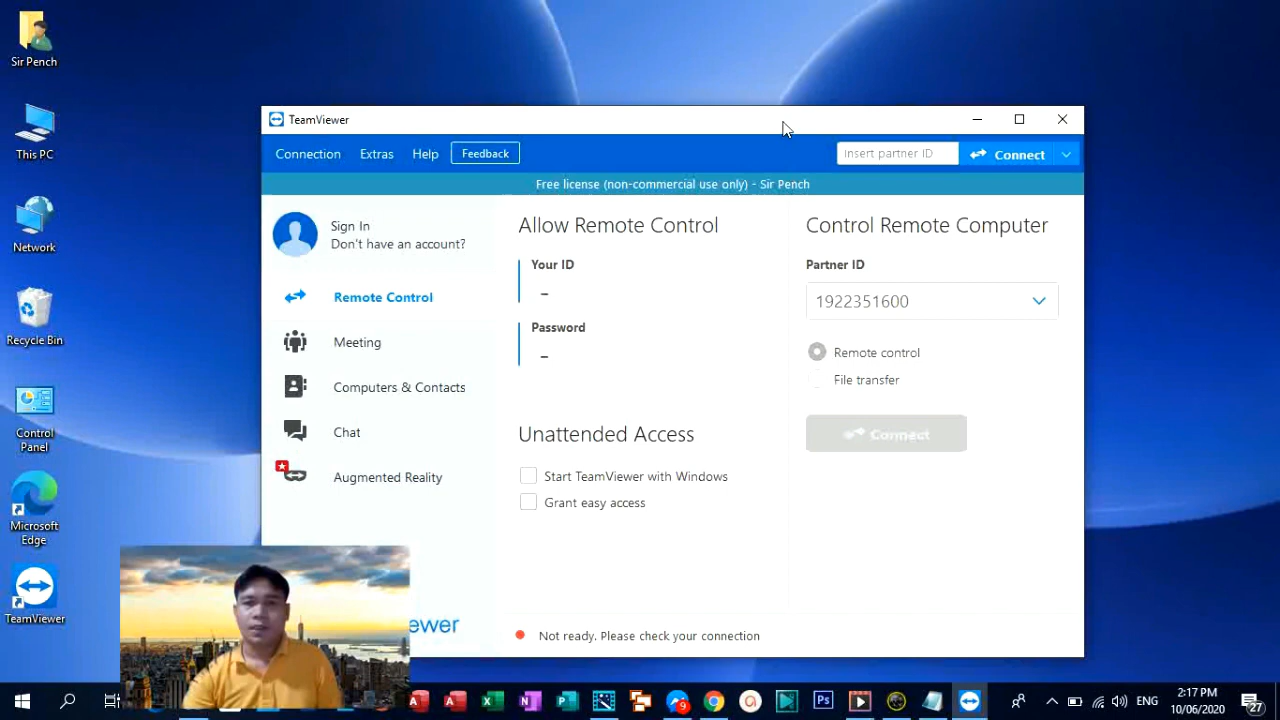 Sir Pench
This PC
Network
Recycle Bin
Control
Panel
Microsoft
Edge
TeamViewer
TeamViewer
Connection Extras Help Feedback
Insert partner ID
Connect
Free license (non-commercial use only) - Sir Pench
Sign In
Don't have an account?
Remote Control
Meeting
Computers & Contacts
Chat
Augmented Reality
ewer
Allow Remote Control
Your ID
–
Password
–
Unattended Access
Start TeamViewer with Windows
Grant easy access
Control Remote Computer
Partner ID
1922351600
Remote control
File transfer
Connect
Not ready. Please check your connection
9
Ps
ENG
2:17 PM
10/06/2020
27